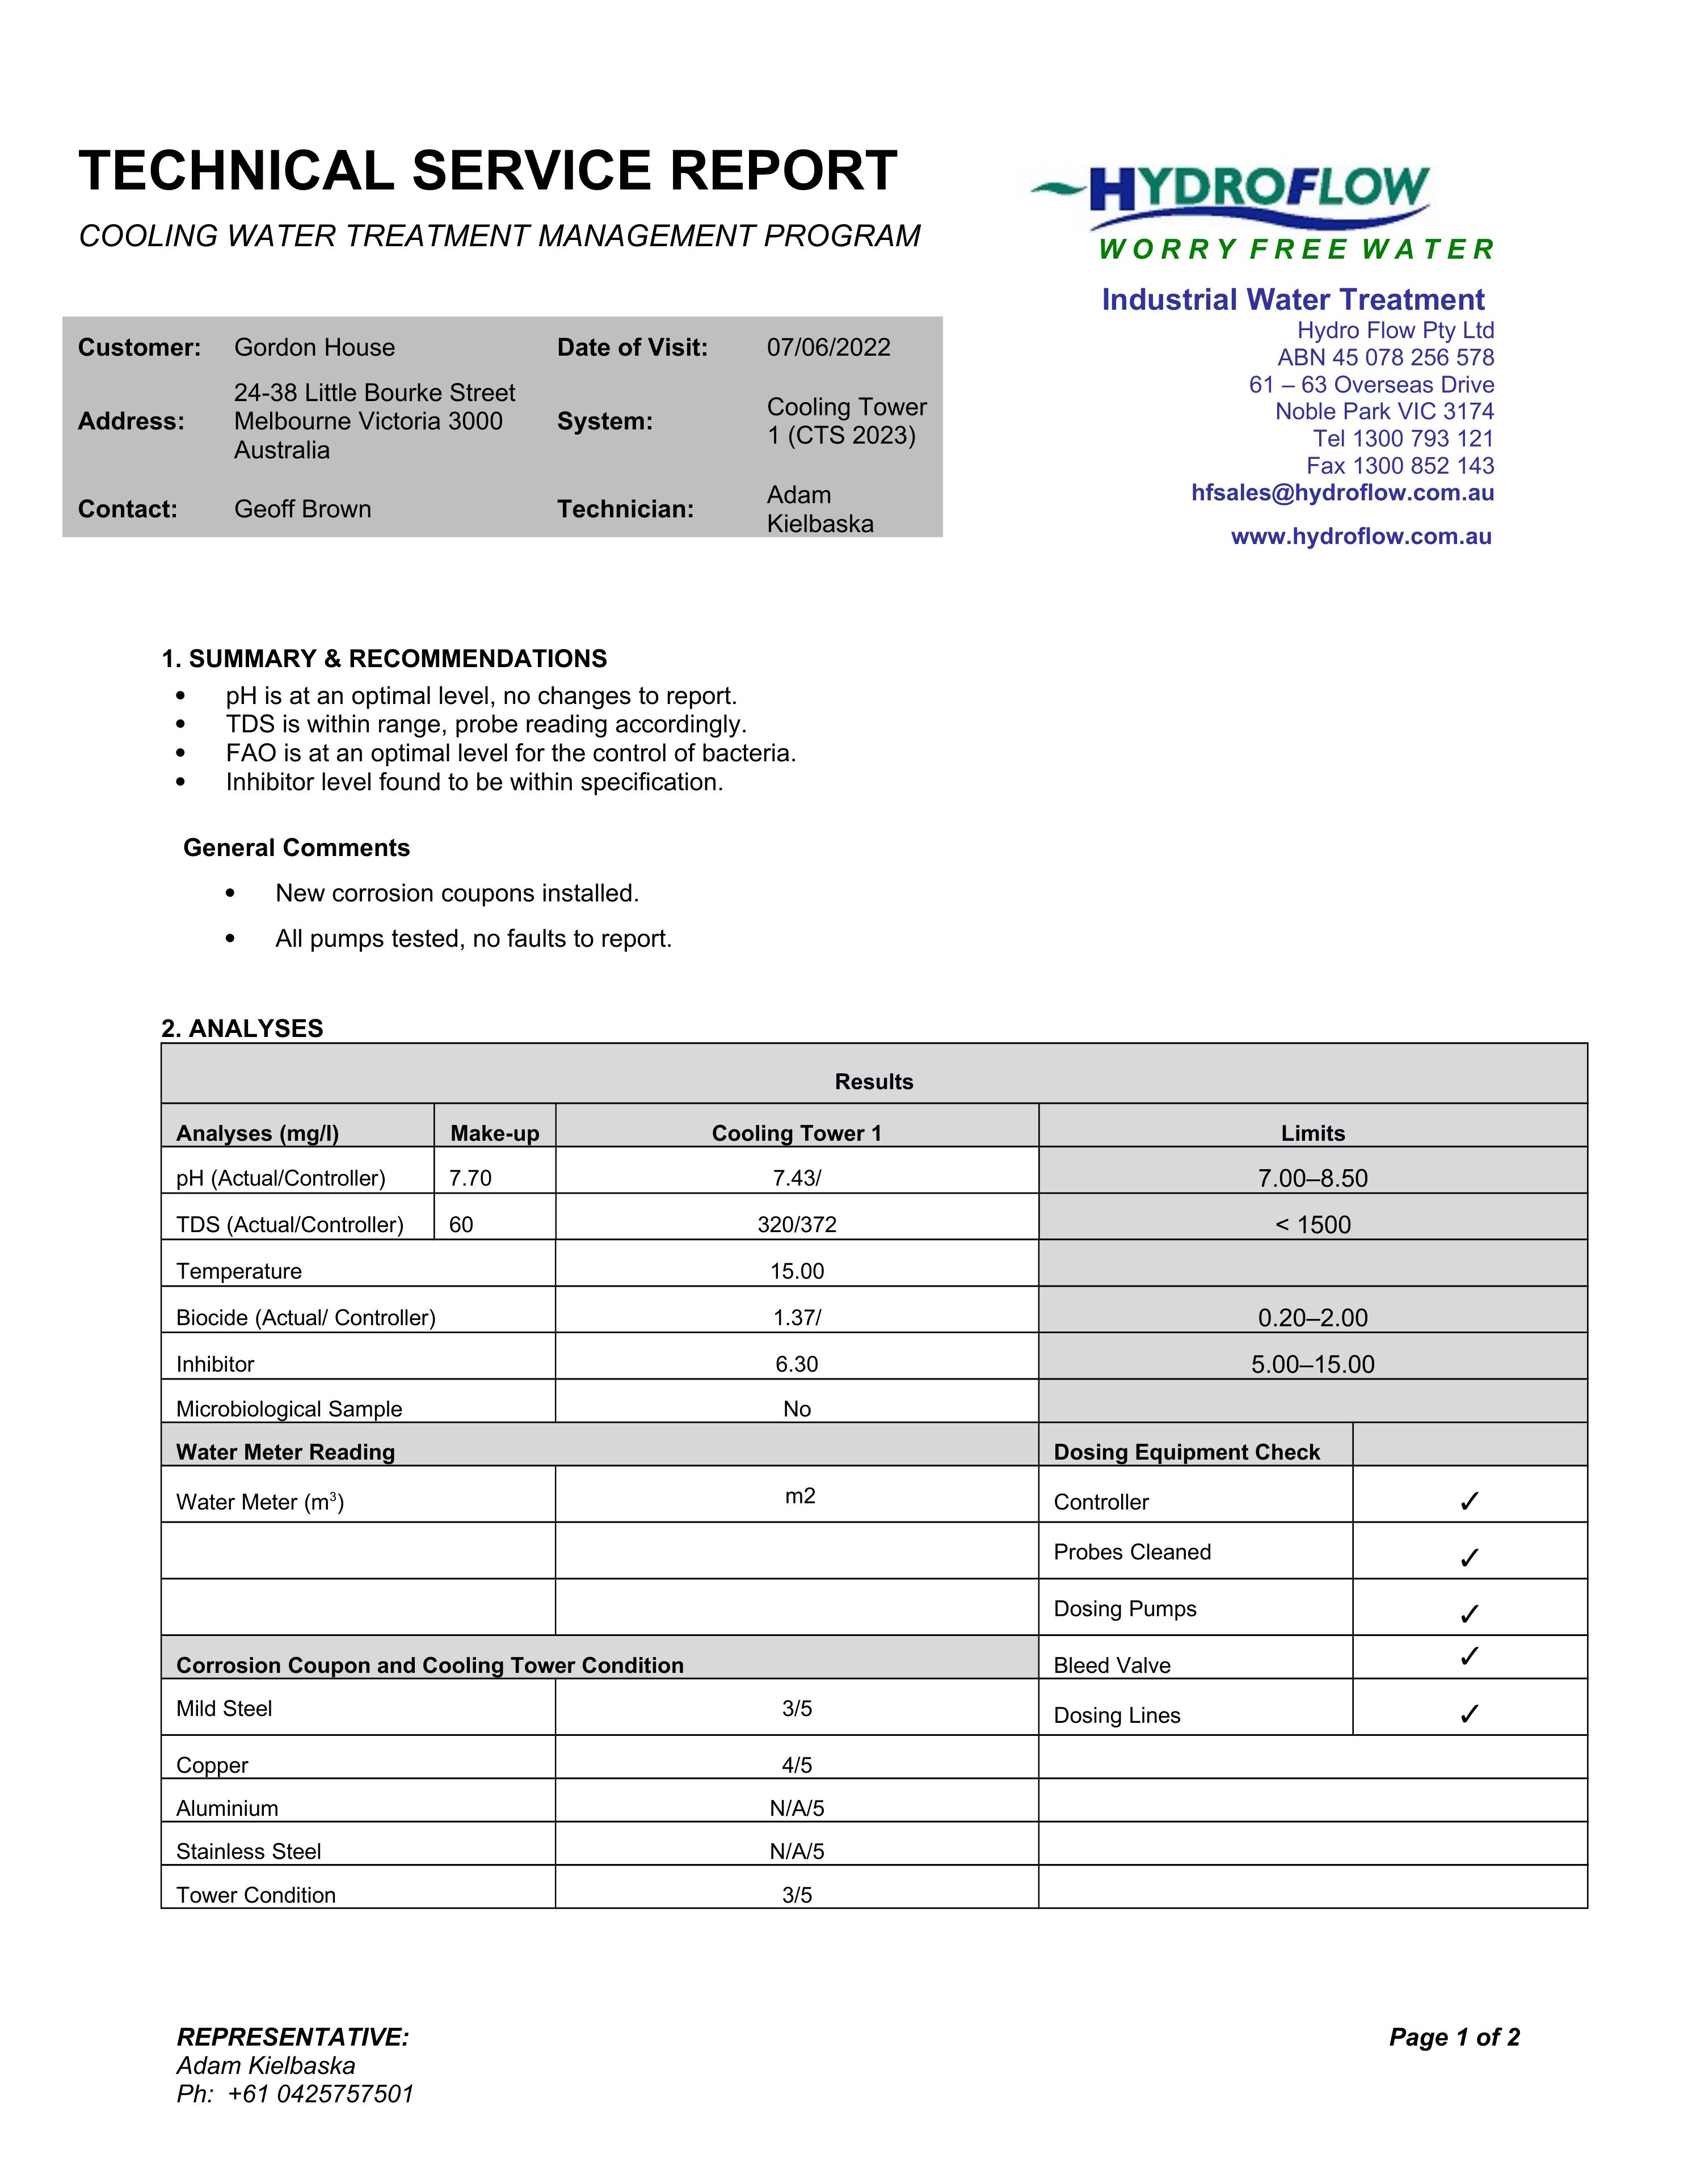 TECHNICAL SERVICE REPORT
COOLING WATER TREATMENT MANAGEMENT PROGRAM
HYDROFLOW
WORRY FREE WATER
Industrial Water Treatment
Hydro Flow Pty Ltd
ABN 45 078 256 578
61 – 63 Overseas Drive
Noble Park VIC 3174
Tel 1300 793 121
Fax 1300 852 143
hfsales@hydroflow.com.au
www.hydroflow.com.au
Customer: Gordon House Date of Visit: 07/06/2022
Address: 24-38 Little Bourke Street
Melbourne Victoria 3000
Australia
System: Cooling Tower
1 (CTS 2023)
Contact: Geoff Brown Technician: Adam
Kielbaska
1. SUMMARY & RECOMMENDATIONS
• pH is at an optimal level, no changes to report.
• TDS is within range, probe reading accordingly.
• FAO is at an optimal level for the control of bacteria.
• Inhibitor level found to be within specification.
General Comments
• New corrosion coupons installed.
• All pumps tested, no faults to report.
2. ANALYSES
Results
Analyses (mg/l) Make-up Cooling Tower 1 Limits
pH (Actual/Controller) 7.70 7.43/ 7.00–8.50
TDS (Actual/Controller) 60 320/372 < 1500
Temperature 15.00
Biocide (Actual/ Controller) 1.37/ 0.20–2.00
Inhibitor 6.30 5.00–15.00
Microbiological Sample No
Water Meter Reading Dosing Equipment Check
Water Meter (m³) m2 Controller ✓
Probes Cleaned ✓
Dosing Pumps ✓
Corrosion Coupon and Cooling Tower Condition Bleed Valve ✓
Mild Steel 3/5 Dosing Lines ✓
Copper 4/5
Aluminium N/A/5
Stainless Steel N/A/5
Tower Condition 3/5
REPRESENTATIVE: Page 1 of 2
Adam Kielbaska
Ph: +61 0425757501